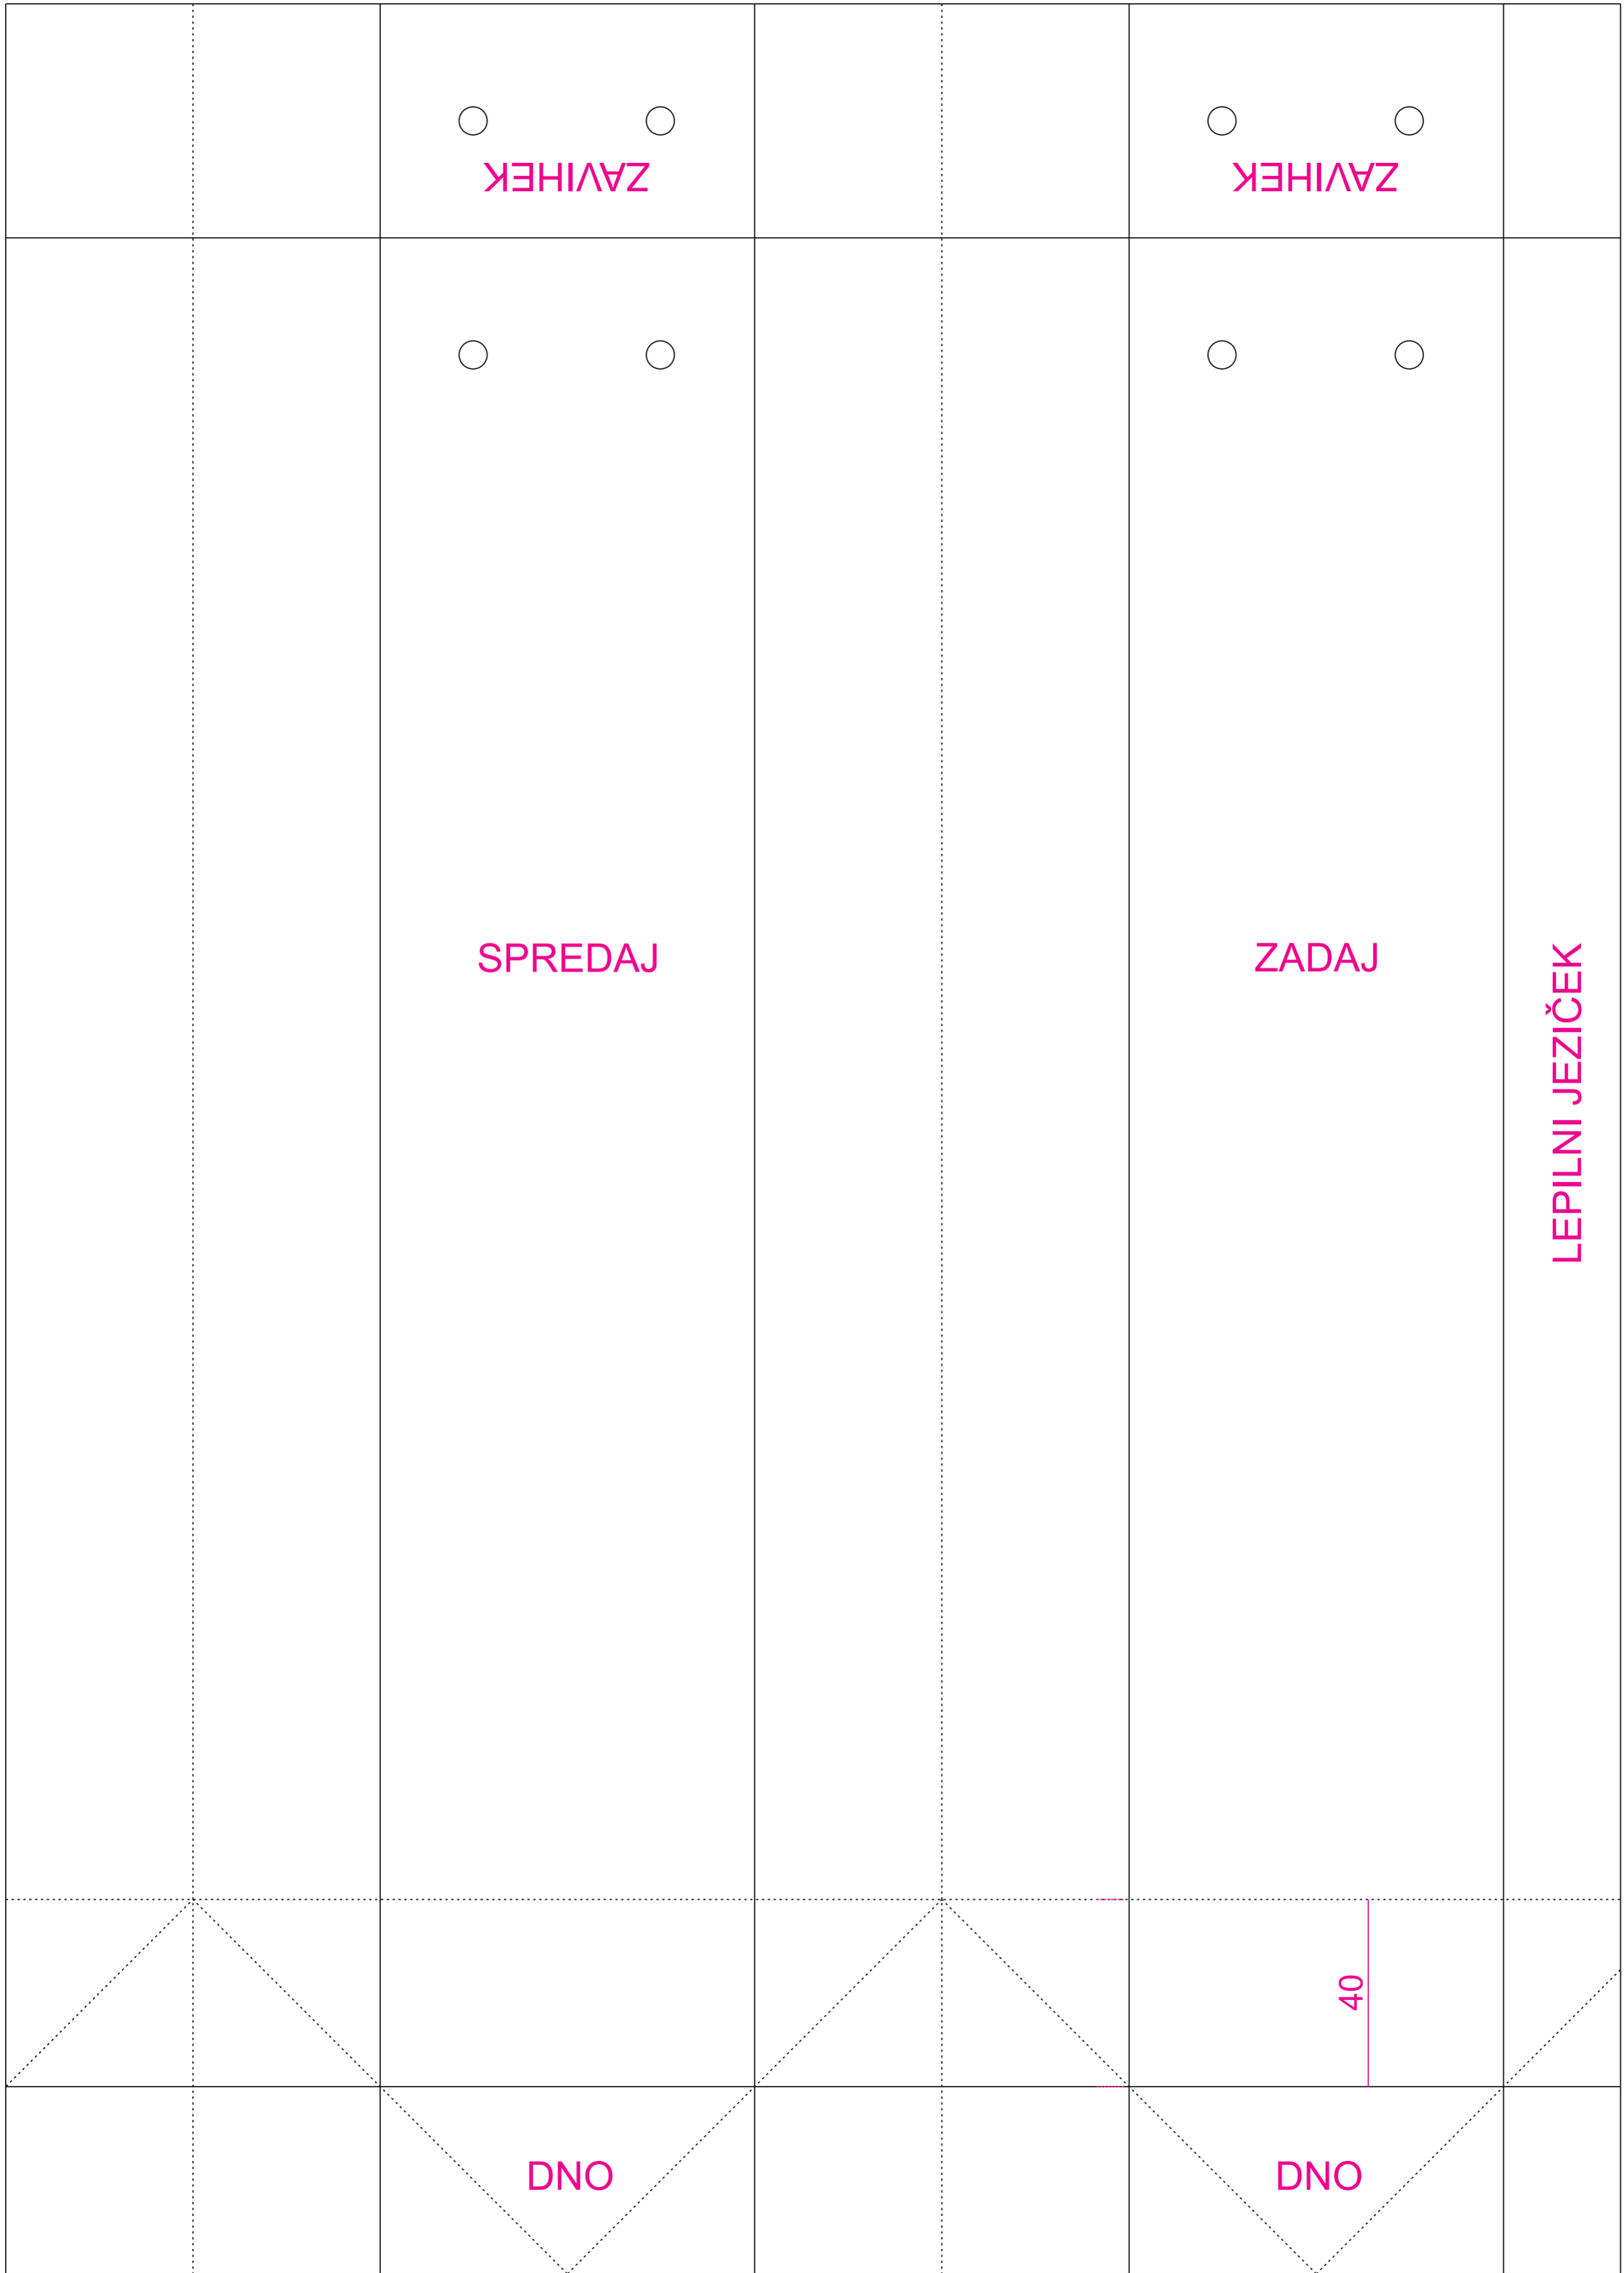 ZAVIHEK
ZAVIHEK
SPREDAJ
ZADAJ
LEPILNI JEZIČEK
40
DNO
DNO